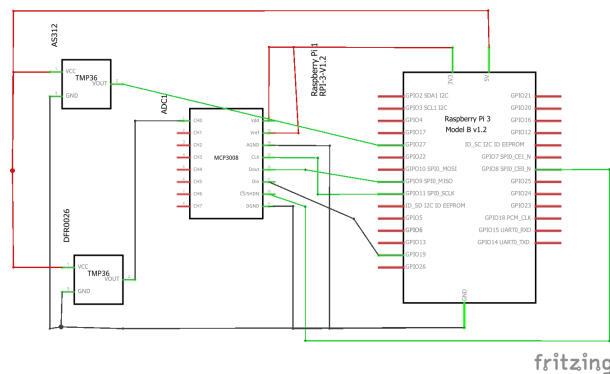 AS312
TMP36
VCC
GND
VOUT
ADC1
MCP3008
CH0
CH1
CH2
CH3
CH4
CH5
CH6
CH7
Vdd
Vref
AGND
CLK
Dout
Din
CS/SHDN
DGND
Raspberry Pi 1
RPI-3-V1.2
3V3
5V
Raspberry Pi 3
Model B v1.2
GPIO2 SDA1 I2C
GPIO3 SCL1 I2C
GPIO4
GPIO17
GPIO27
GPIO22
GPIO10 SPI0_MOSI
GPIO9 SPI0_MISO
GPIO11 SPI0_SCLK
ID_SD I2C ID EEPROM
GPIO5
GPIO6
GPIO13
GPIO19
GPIO26
GPIO21
GPIO20
GPIO16
GPIO12
ID_SC I2C ID EEPROM
GPIO7 SPI0_CE1_N
GPIO8 SPI0_CE0_N
GPIO25
GPIO24
GPIO23
GPIO18 PCM_CLK
GPIO15 UART0_RXD
GPIO14 UART0_TXD
GND
DFR0026
TMP36
VCC
GND
VOUT
fritzing